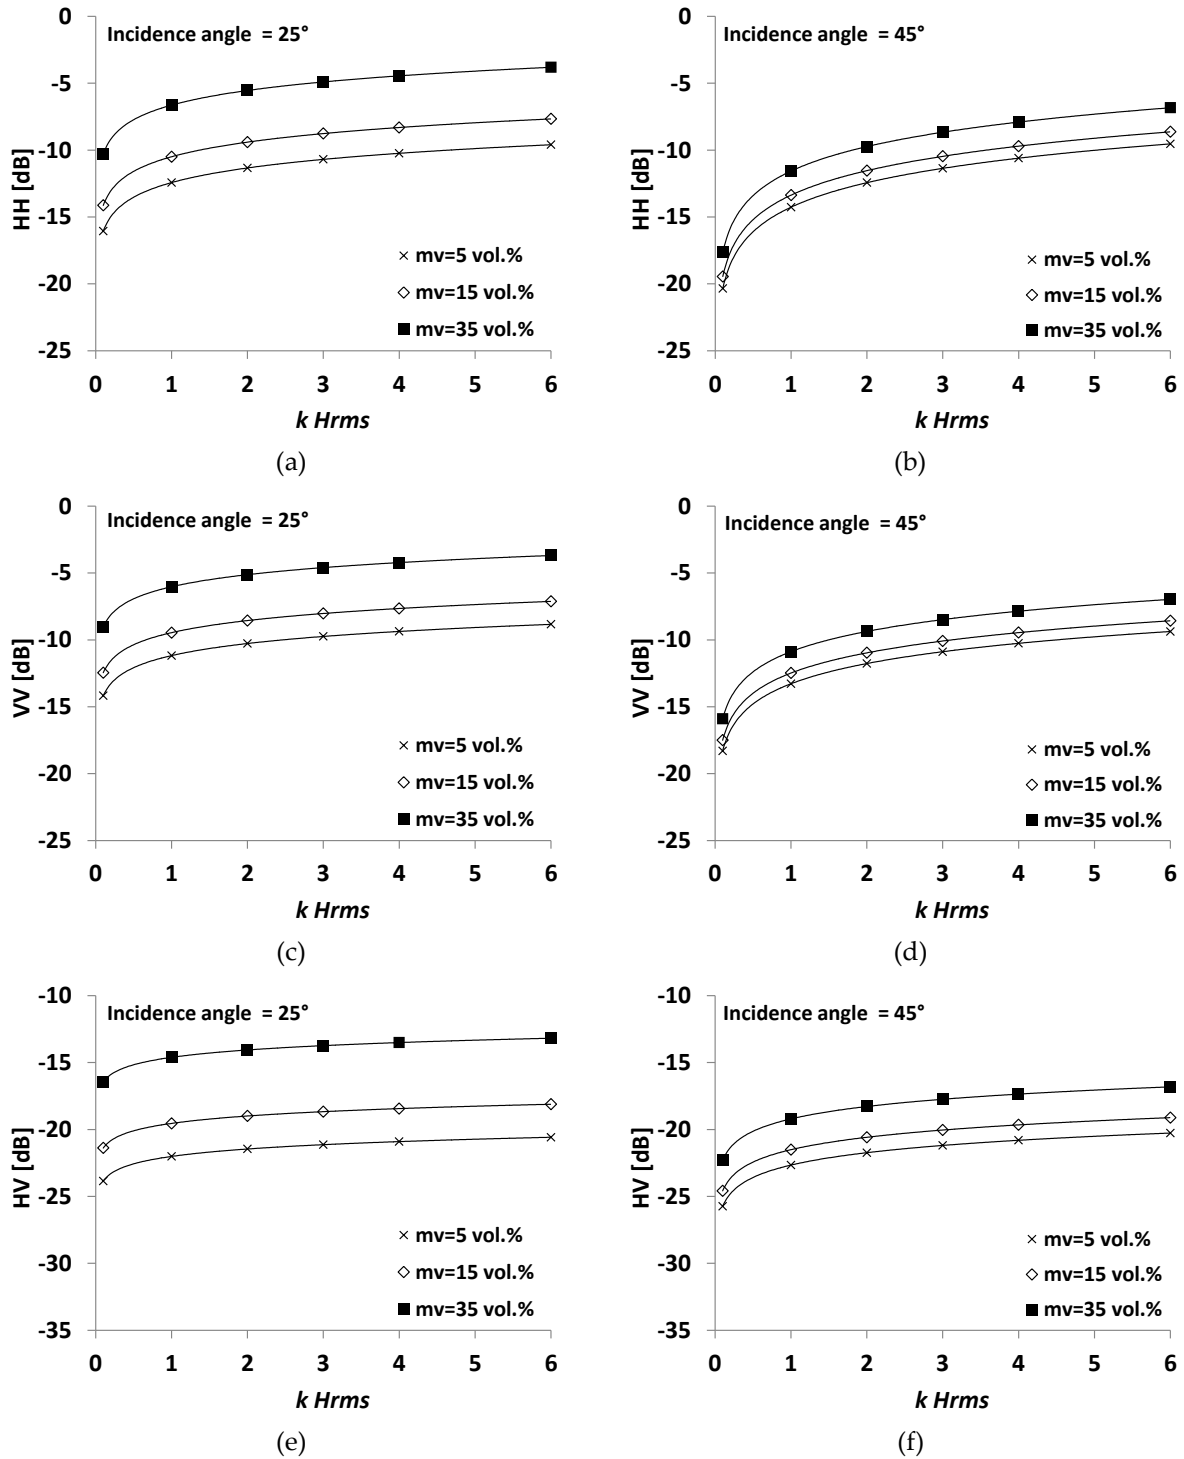 Incidence angle = 25°
HH [dB]
0
-5
-10
-15
-20
-25
mv=5 vol.%
mv=15 vol.%
mv=35 vol.%
0 1 2 3 4 5 6
k Hrms
(a)
Incidence angle = 45°
HH [dB]
0
-5
-10
-15
-20
-25
mv=5 vol.%
mv=15 vol.%
mv=35 vol.%
0 1 2 3 4 5 6
k Hrms
(b)
Incidence angle = 25°
VV [dB]
0
-5
-10
-15
-20
-25
mv=5 vol.%
mv=15 vol.%
mv=35 vol.%
0 1 2 3 4 5 6
k Hrms
(c)
Incidence angle = 45°
VV [dB]
0
-5
-10
-15
-20
-25
mv=5 vol.%
mv=15 vol.%
mv=35 vol.%
0 1 2 3 4 5 6
k Hrms
(d)
Incidence angle = 25°
HV [dB]
-10
-15
-20
-25
-30
-35
mv=5 vol.%
mv=15 vol.%
mv=35 vol.%
0 1 2 3 4 5 6
k Hrms
(e)
Incidence angle = 45°
HV [dB]
-10
-15
-20
-25
-30
-35
mv=5 vol.%
mv=15 vol.%
mv=35 vol.%
0 1 2 3 4 5 6
k Hrms
(f)